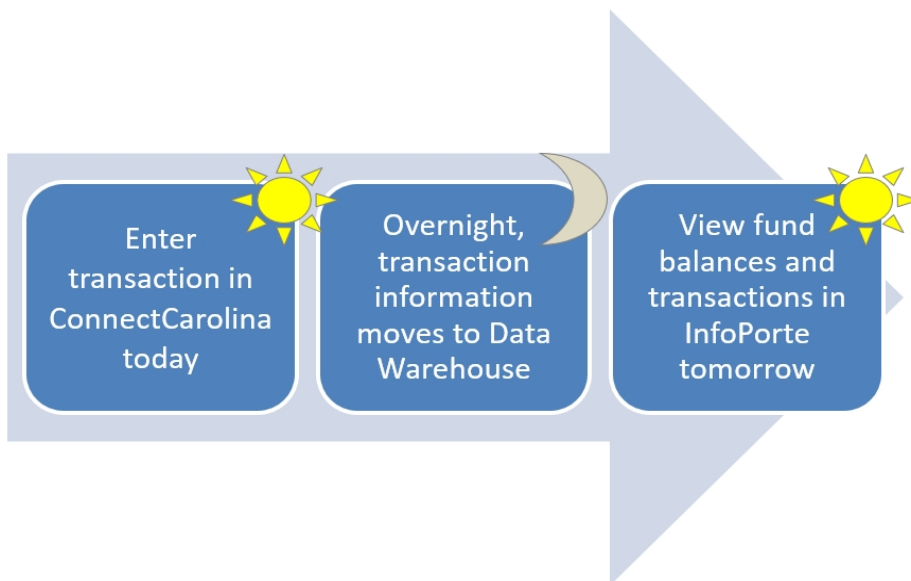 Enter
transaction in
ConnectCarolina
today
Overnight,
transaction
information
moves to Data
Warehouse
View fund
balances and
transactions in
InfoPorte
tomorrow